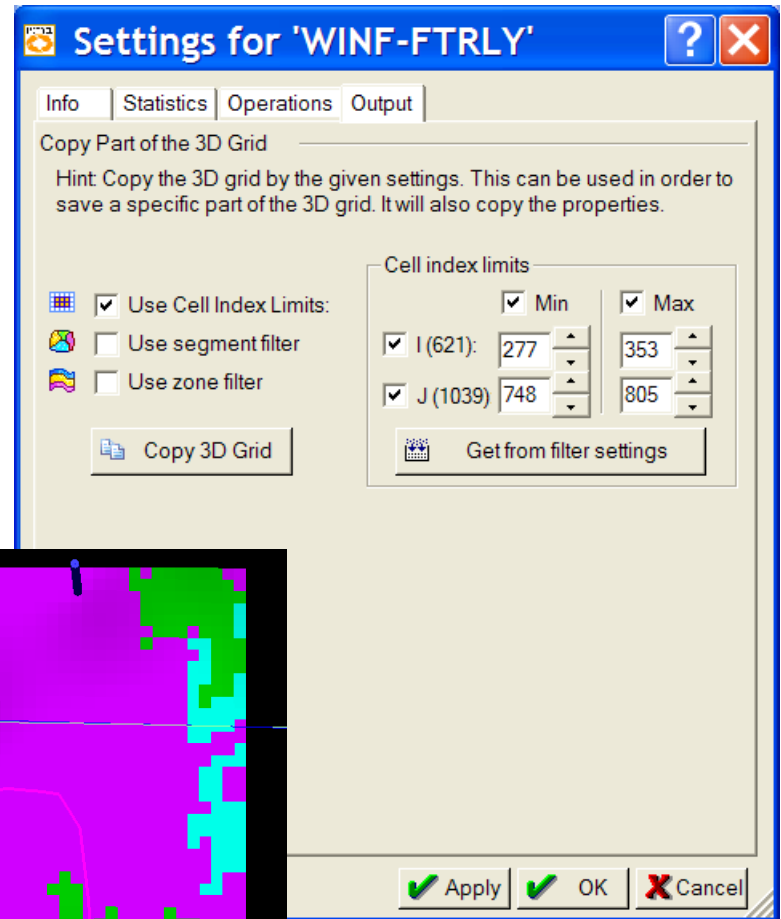 Settings for 'WINF-FTRLY'
Info Statistics Operations Output
Copy Part of the 3D Grid
Hint: Copy the 3D grid by the given settings. This can be used in order to
save a specific part of the 3D grid. It will also copy the properties.
Cell index limits
Use Cell Index Limits: Min Max
Use segment filter I (621): 277 353
Use zone filter J (1039) 748 805
Copy 3D Grid Get from filter settings
Apply OK Cancel